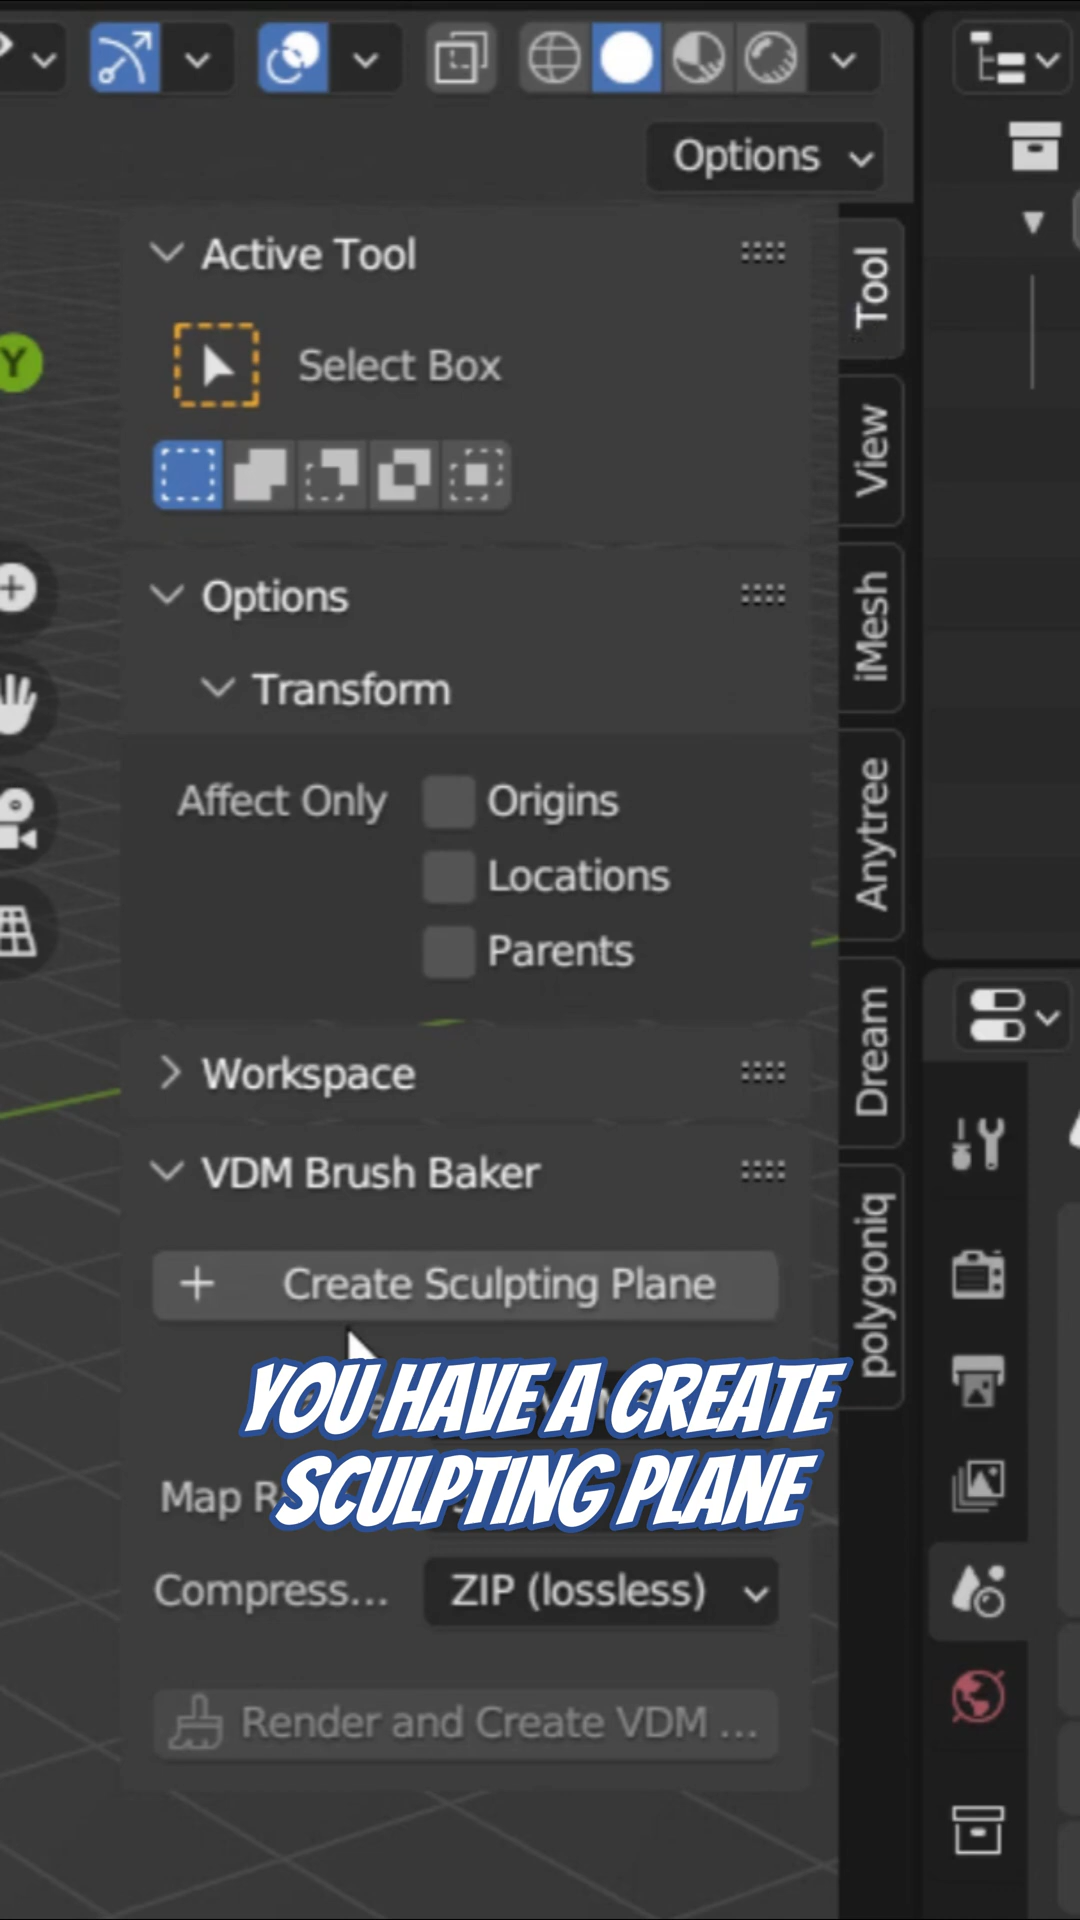 Options
Active Tool
Tool
Y
Select Box
View
Options
iMesh
Transform
Affect Only
Origins
Anytree
Locations
Parents
Dream
Workspace
VDM Brush Baker
polygoniq
Create Sculpting Plane
YOU HAVE A CREATE
SCULPTING PLANE
Map
Compress...
ZIP (lossless)
Render and Create VDM ...